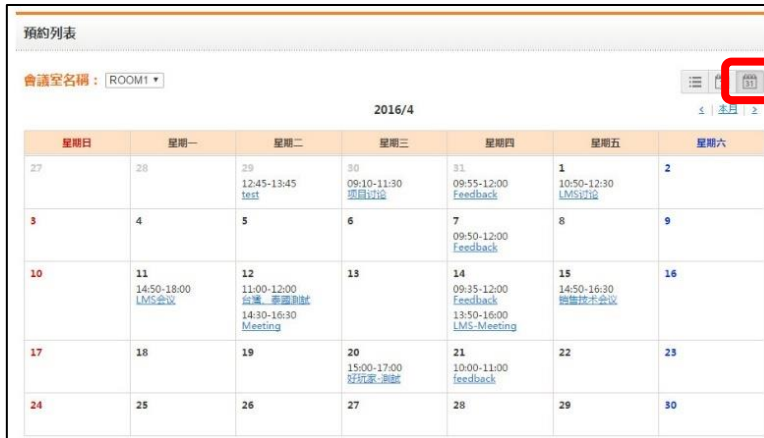 預約列表
會議室名稱： ROOM1
31
2016/4
< | 本月 | >
星期日 星期一 星期二 星期三 星期四 星期五 星期六
27 28 29 30 31 1 2
12:45-13:45 09:10-11:30 09:55-12:00 10:50-12:30
test 项目讨论 Feedback LMS讨论
3 4 5 6 7 8 9
09:50-12:00
Feedback
10 11 12 13 14 15 16
14:50-18:00 11:00-12:00 09:35-12:00 14:50-16:30
LMS会议 台灣、泰國測試 Feedback 销售技术会议
14:30-16:30 13:50-16:00
Meeting LMS-Meeting
17 18 19 20 21 22 23
15:00-17:00 10:00-11:00
好玩家-測試 feedback
24 25 26 27 28 29 30